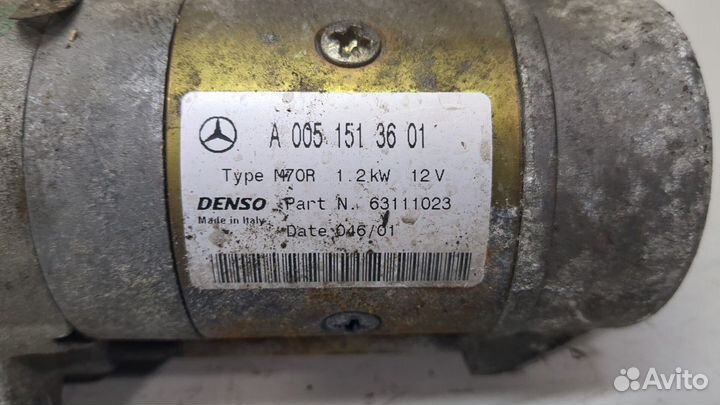 A 005 151 36 01
Type M70R 1.2kW 12V
DENSO Part N. 63111023
Made in Italy
Date 046/01
Avito